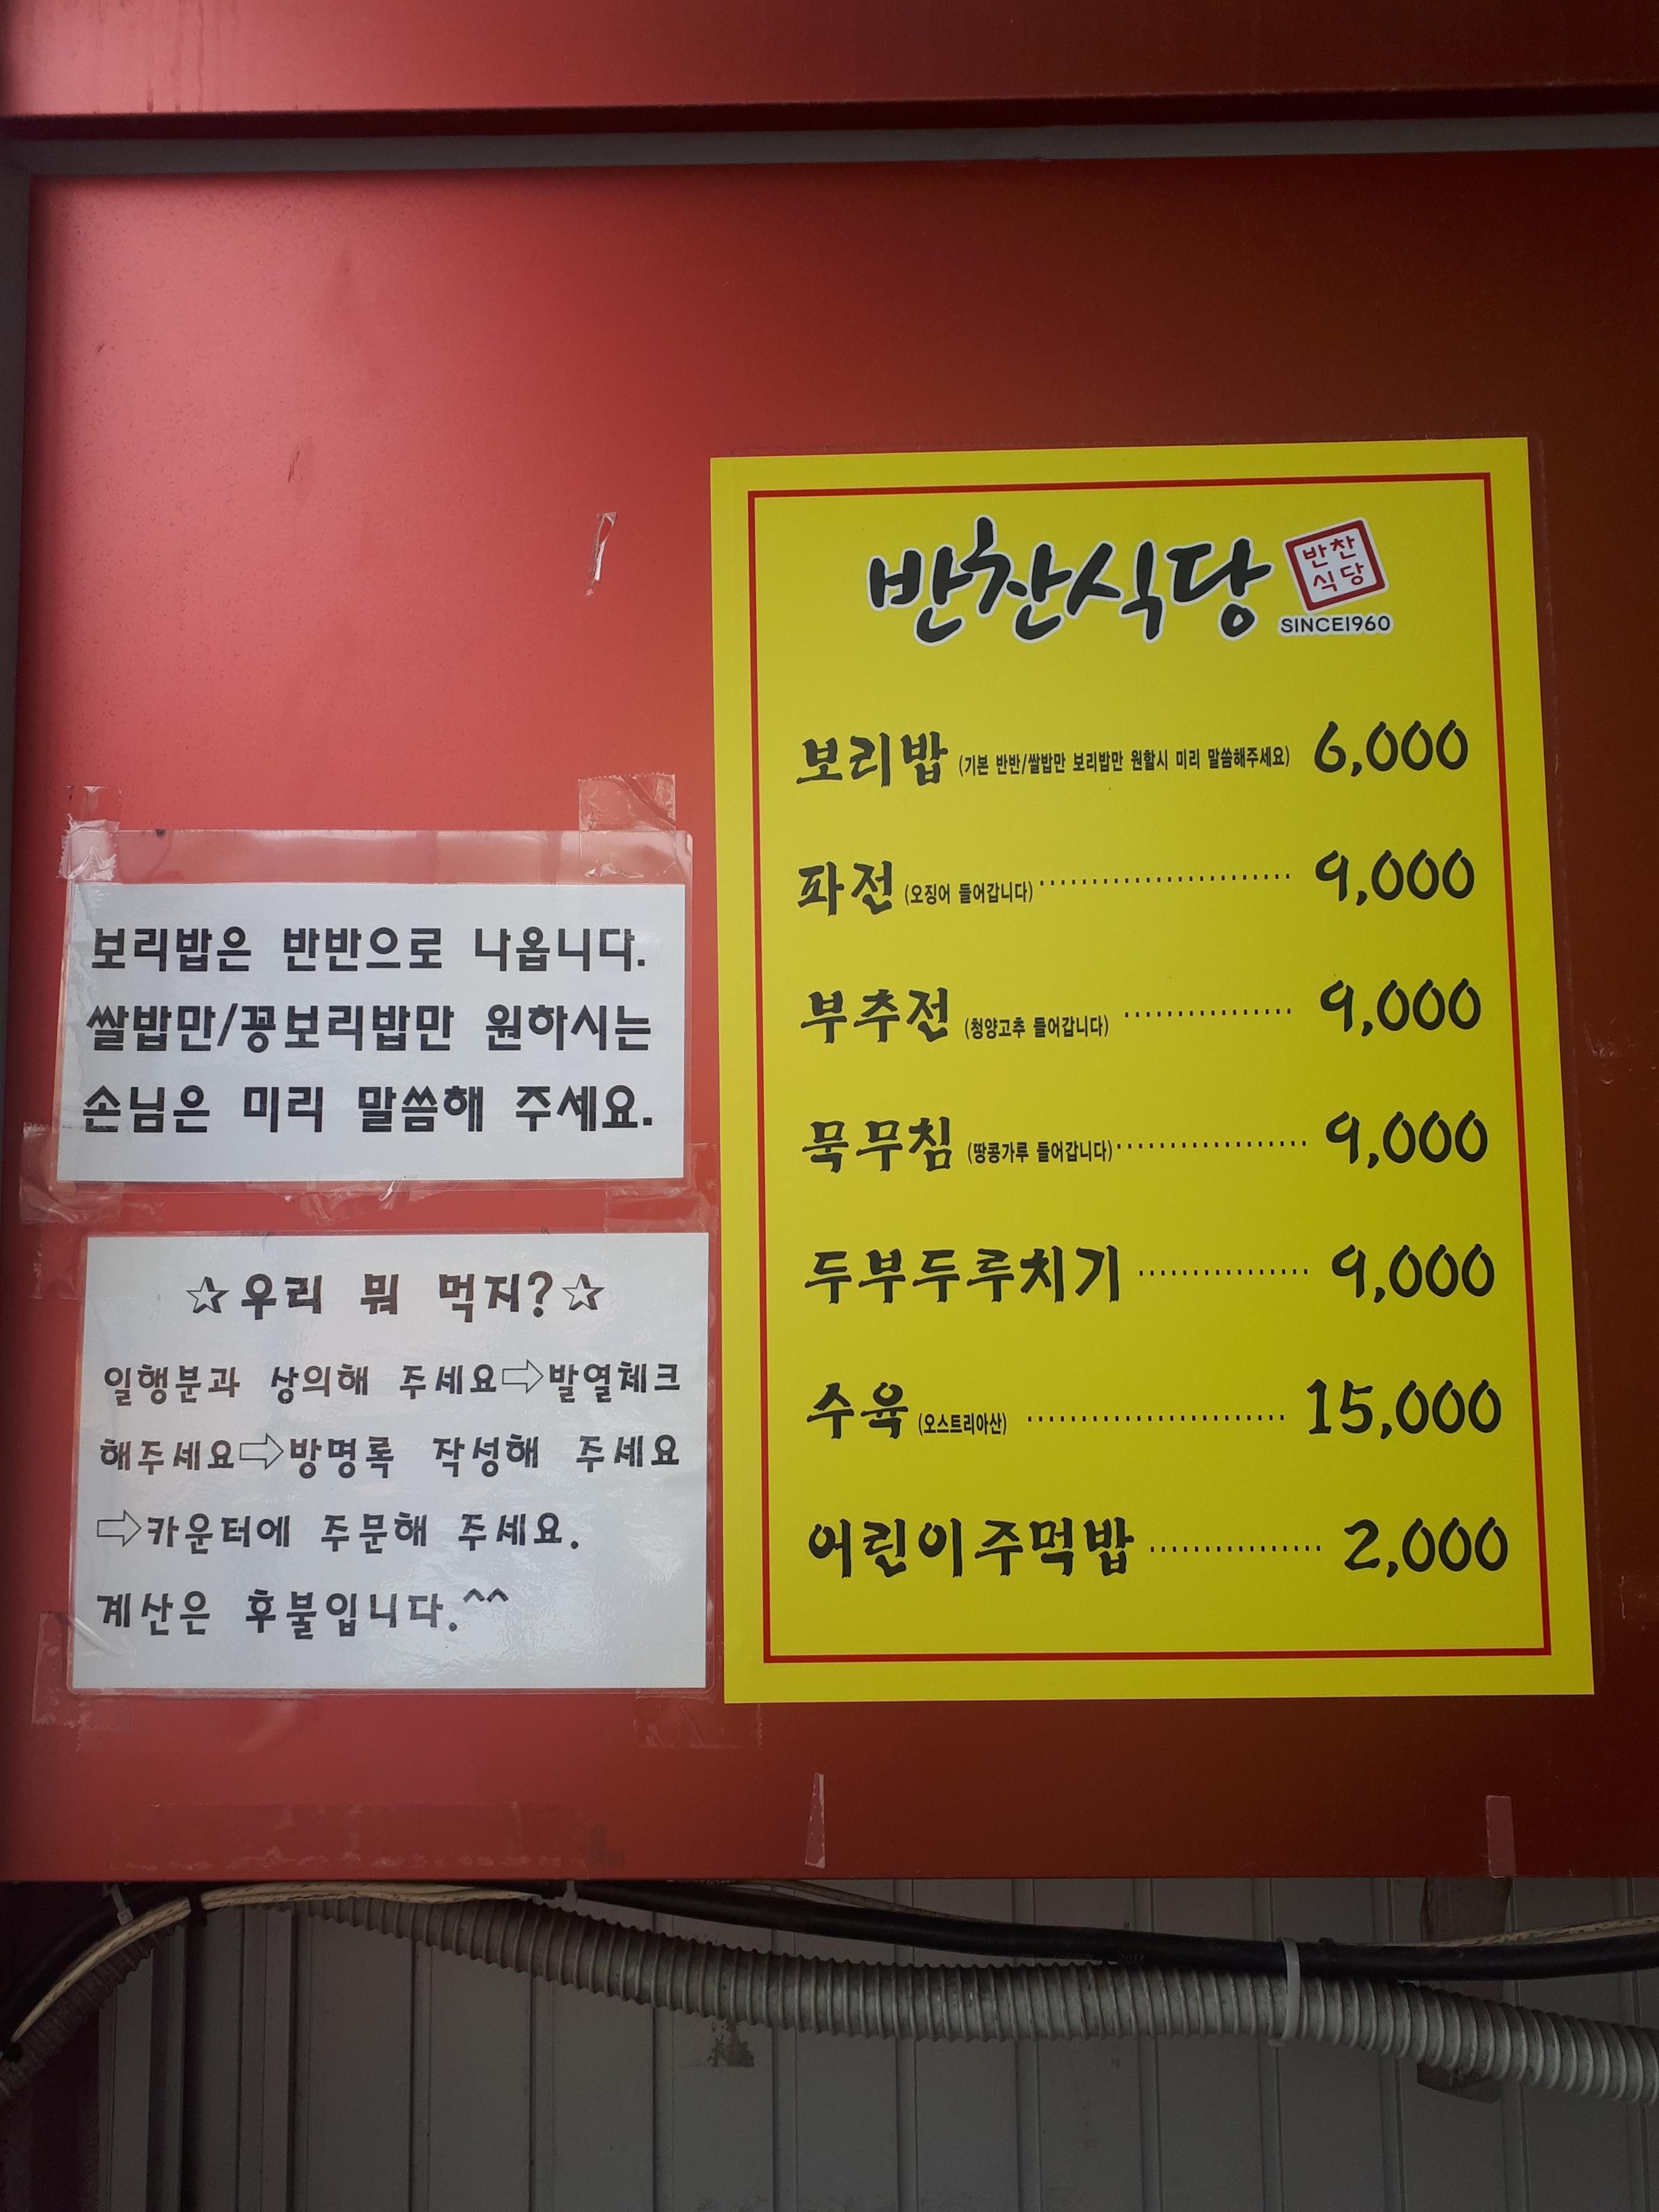 반찬식당
반찬
식당
SINCE1960
보리밥 (기본 반반/쌀밥만 보리밥만 원할시 미리 말씀해주세요) 6,000
파전 (오징어 들어갑니다) 9,000
부추전 (청양고추 들어갑니다) 9,000
묵무침 (땅콩가루 들어갑니다) 9,000
두부두루치기 9,000
수육 (오스트리아산) 15,000
어린이주먹밥 2,000
보리밥은 반반으로 나옵니다.
쌀밥만/꽁보리밥만 원하시는
손님은 미리 말씀해 주세요.
☆우리 뭐 먹지?☆
일행분과 상의해 주세요⇨발열체크
해주세요⇨방명록 작성해 주세요
⇨카운터에 주문해 주세요.
계산은 후불입니다.^^